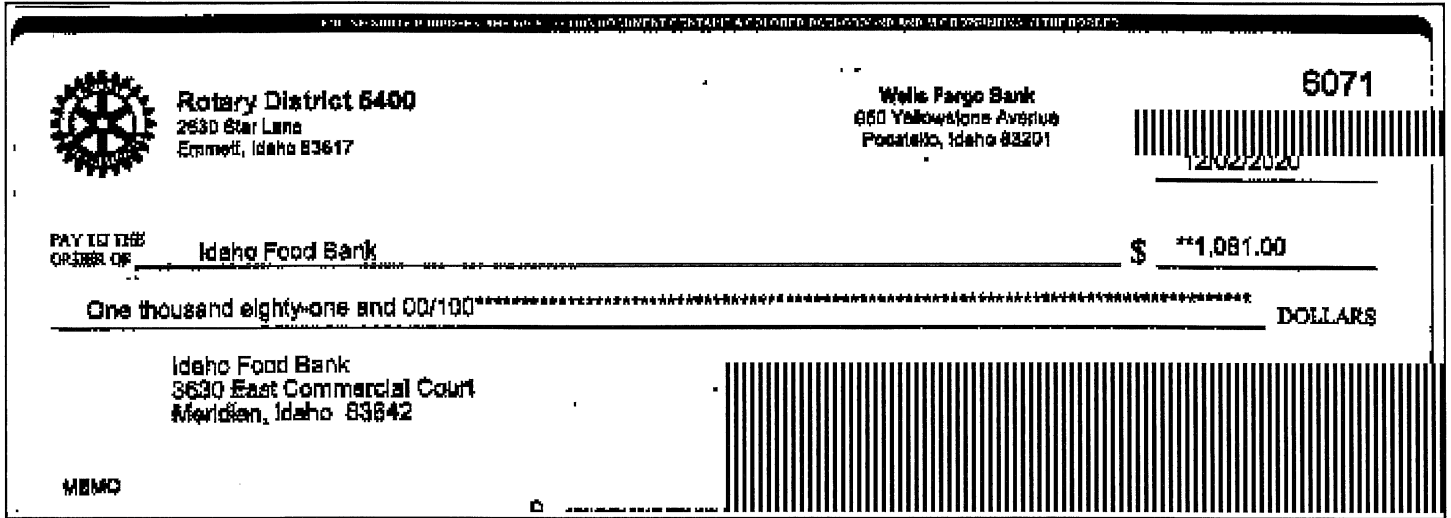 Rotary District 5400
2630 Star Lane
Emmett, Idaho 83617
Wells Fargo Bank
Yellowstone Avenue
Pocatello, Idaho 83201
6071
12/02/2020
PAY TO THE
ORDER OF
Idaho Food Bank
$ **1,081.00
One thousand eighty-one and 00/100**********
DOLLARS
Idaho Food Bank
3630 East Commercial Court
Meridian, Idaho 83642
MEMO